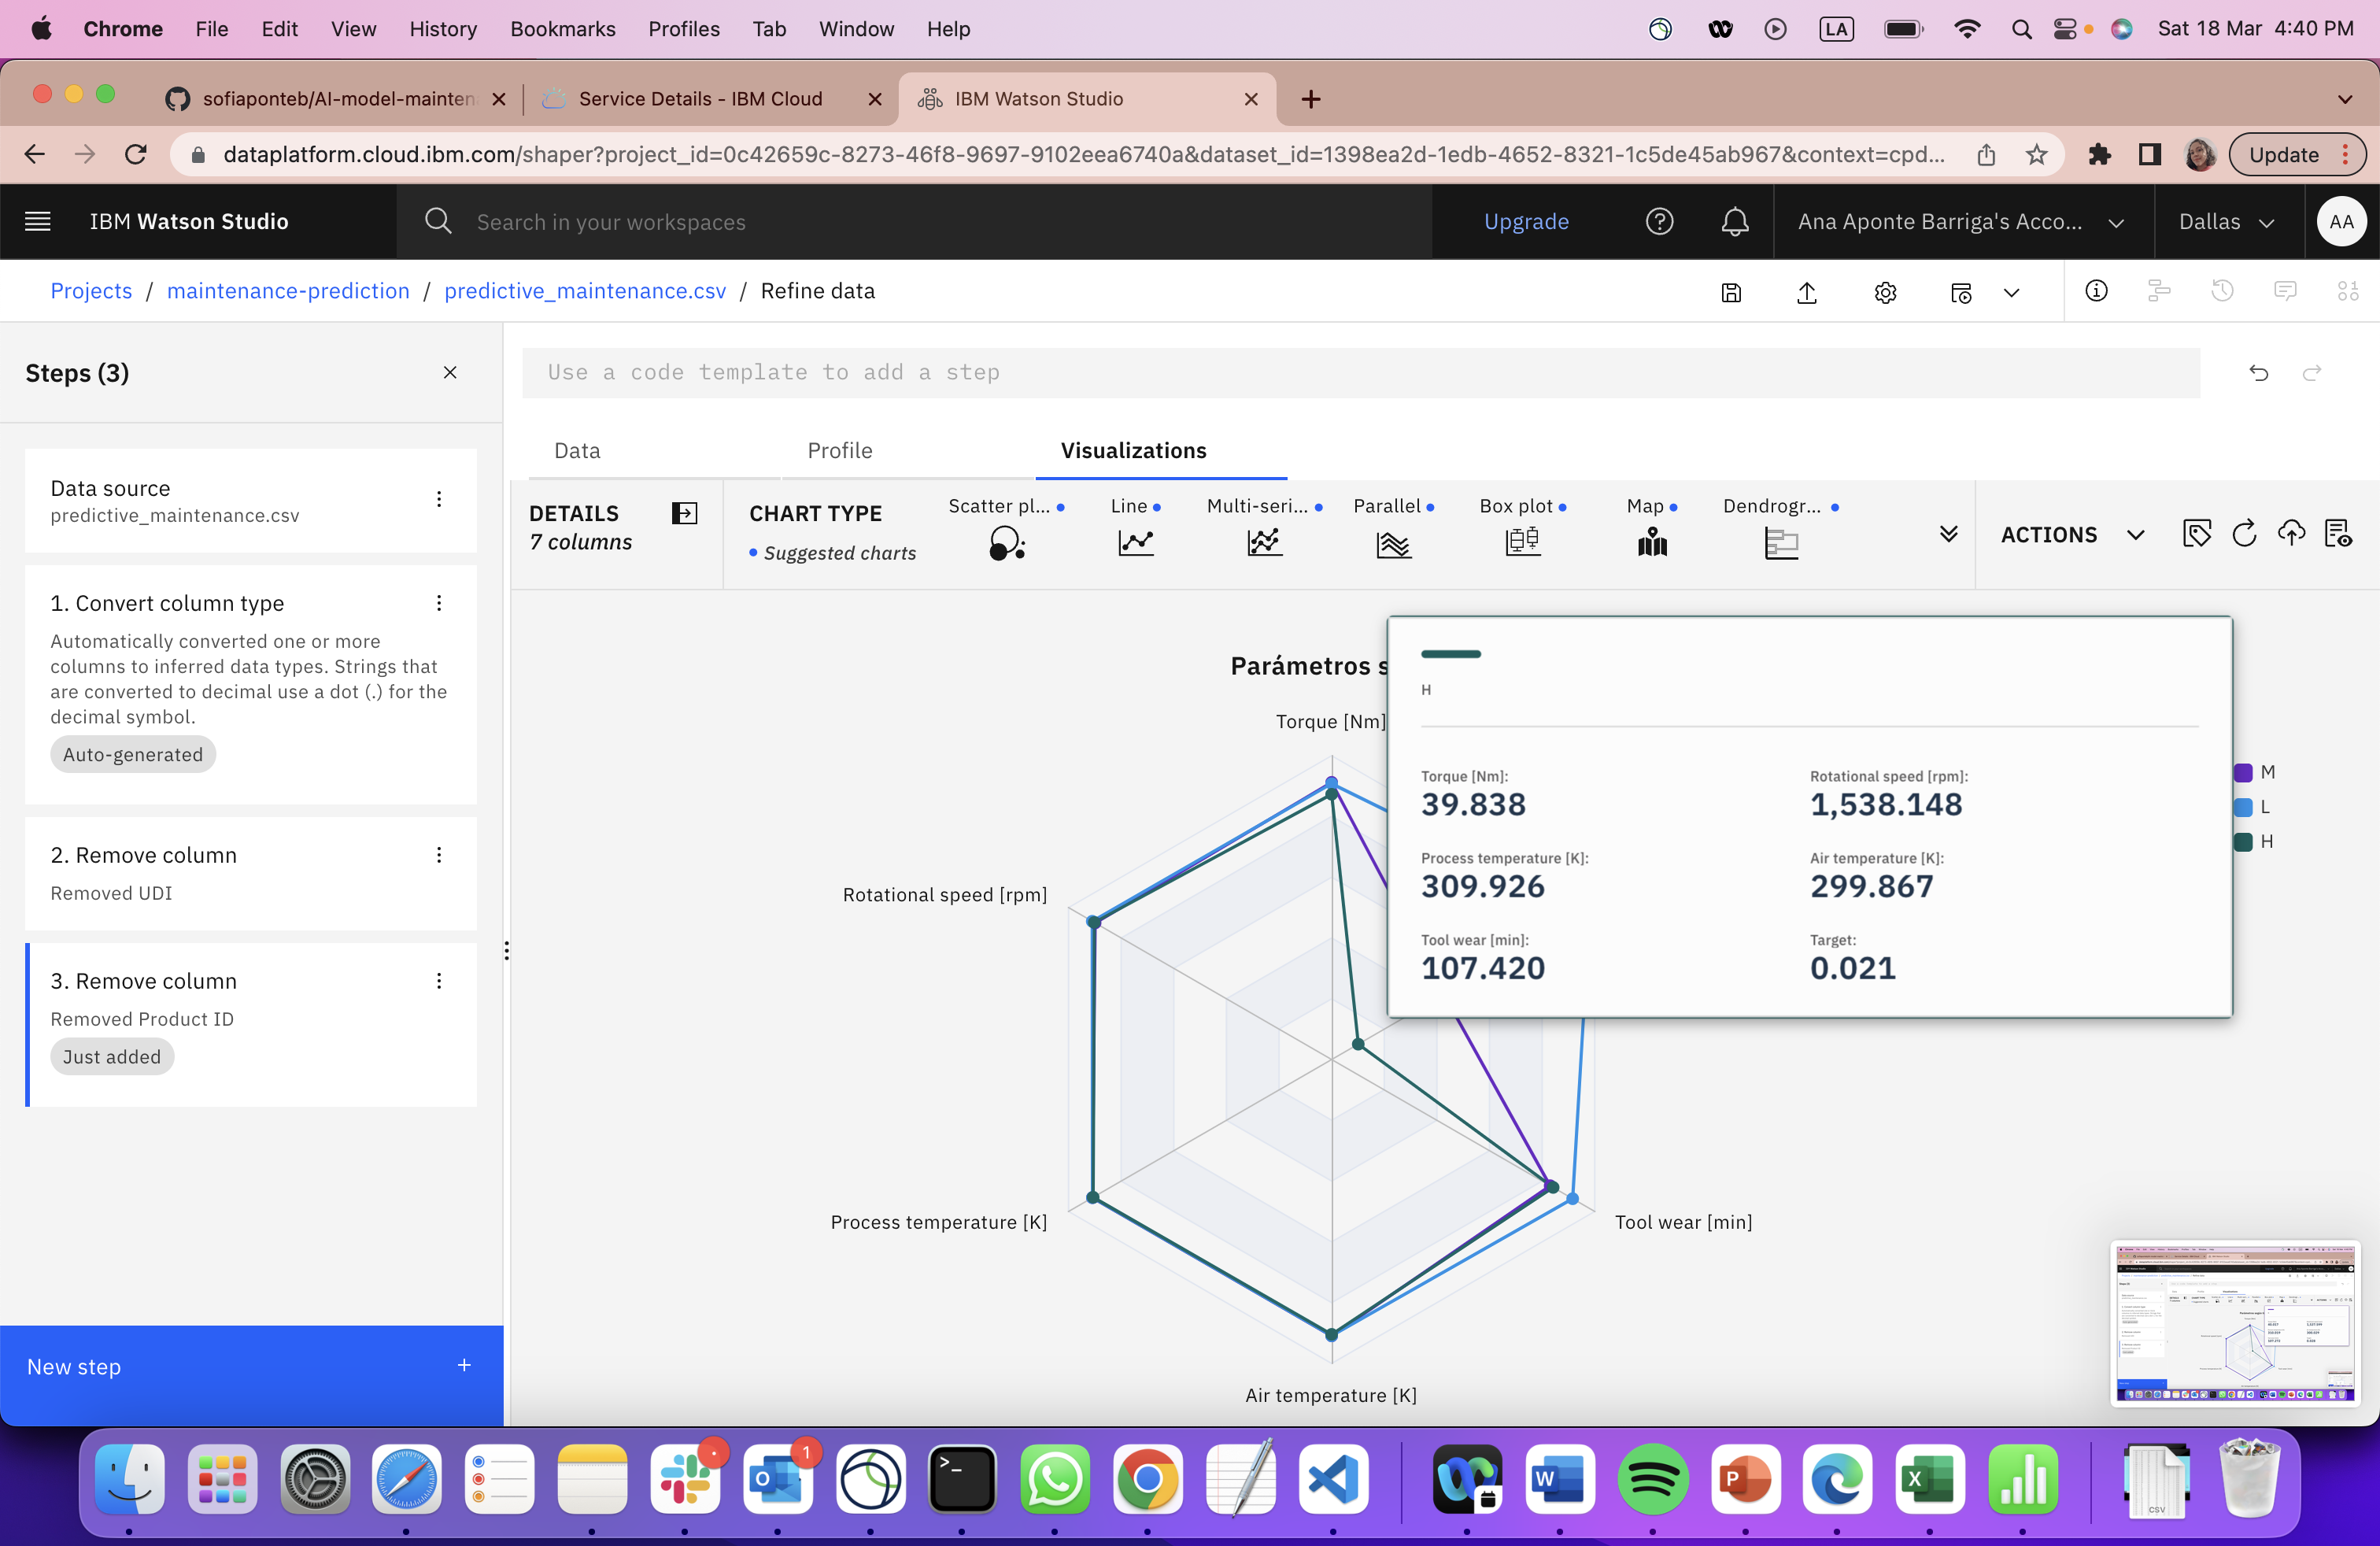 Chrome File Edit View History Bookmarks Profiles Tab Window Help
LA
Sat 18 Mar 4:40 PM
sofiaponteb/AI-model-mainten
Service Details - IBM Cloud
IBM Watson Studio
dataplatform.cloud.ibm.com/shaper?project_id=0c42659c-8273-46f8-9697-9102eea6740a&dataset_id=1398ea2d-1edb-4652-8321-1c5de45ab967&context=cpd...
Update
IBM Watson Studio
Search in your workspaces
Upgrade
Ana Aponte Barriga's Acco...
Dallas
AA
Projects / maintenance-prediction / predictive_maintenance.csv / Refine data
Steps (3)
Use a code template to add a step
Data source
predictive_maintenance.csv
1. Convert column type
Automatically converted one or more
columns to inferred data types. Strings that
are converted to decimal use a dot (.) for the
decimal symbol.
Auto-generated
2. Remove column
Removed UDI
3. Remove column
Removed Product ID
Just added
New step
Data
Profile
Visualizations
DETAILS
7 columns
CHART TYPE
Suggested charts
Scatter pl...
Line
Multi-seri...
Parallel
Box plot
Map
Dendrogr...
ACTIONS
Parámetros s
Torque [Nm]
Rotational speed [rpm]
Process temperature [K]
Air temperature [K]
Tool wear [min]
H
Torque [Nm]:
39.838
Rotational speed [rpm]:
1,538.148
Process temperature [K]:
309.926
Air temperature [K]:
299.867
Tool wear [min]:
107.420
Target:
0.021
M
L
H
1
CSV